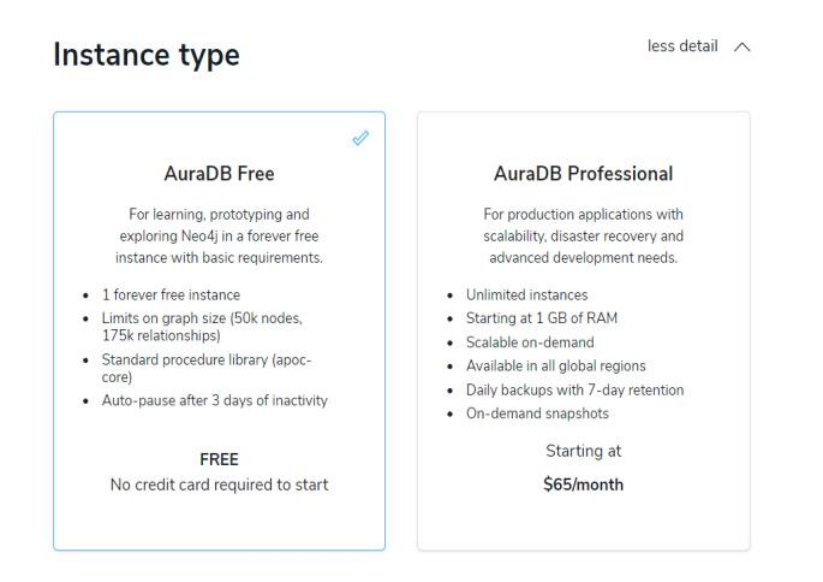 Instance type
less detail
AuraDB Free
For learning, prototyping and
exploring Neo4j in a forever free
instance with basic requirements.
• 1 forever free instance
• Limits on graph size (50k nodes,
175k relationships)
• Standard procedure library (apoc-
core)
• Auto-pause after 3 days of inactivity
FREE
No credit card required to start
AuraDB Professional
For production applications with
scalability, disaster recovery and
advanced development needs.
• Unlimited instances
• Starting at 1 GB of RAM
• Scalable on-demand
• Available in all global regions
• Daily backups with 7-day retention
• On-demand snapshots
Starting at
$65/month